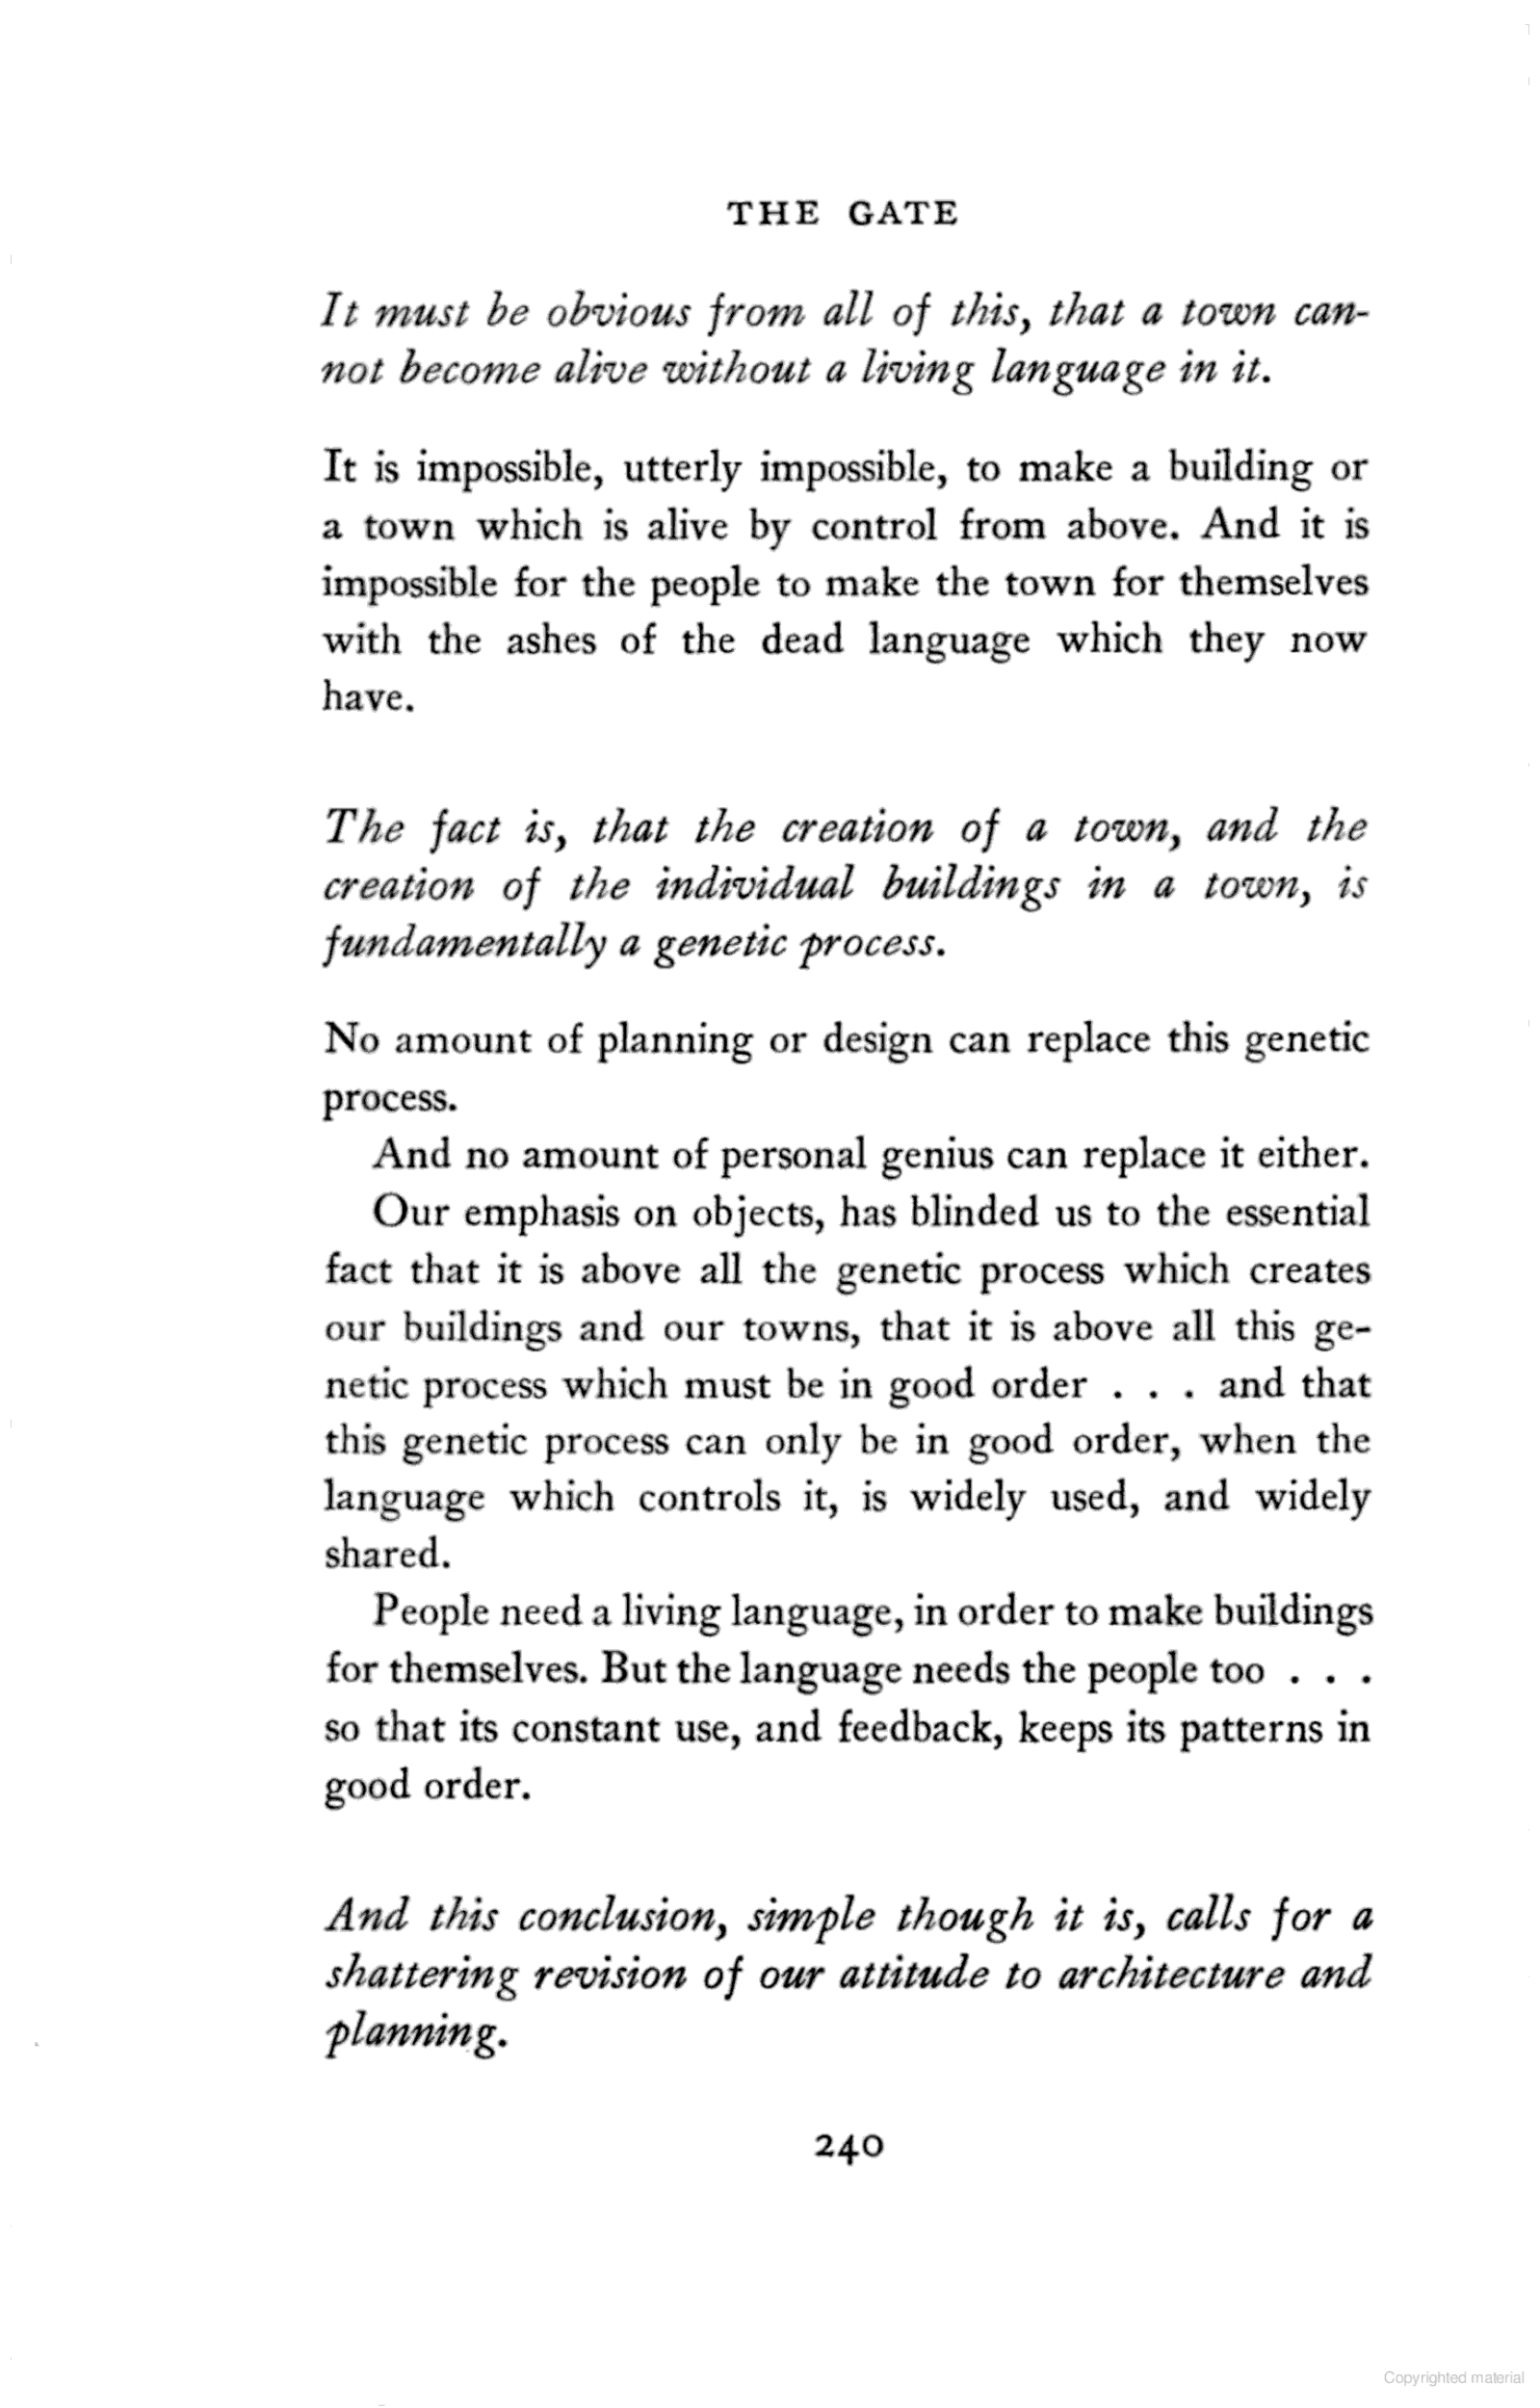 THE GATE
It must be obvious from all of this, that a town can-
not become alive without a living language in it.
It is impossible, utterly impossible, to make a building or
a town which is alive by control from above. And it is
impossible for the people to make the town for themselves
with the ashes of the dead language which they now
have.
The fact is, that the creation of a town, and the
creation of the individual buildings in a town, is
fundamentally a genetic process.
No amount of planning or design can replace this genetic
process.
And no amount of personal genius can replace it either.
Our emphasis on objects, has blinded us to the essential
fact that it is above all the genetic process which creates
our buildings and our towns, that it is above all this ge-
netic process which must be in good order . . . and that
this genetic process can only be in good order, when the
language which controls it, is widely used, and widely
shared.
People need a living language, in order to make buildings
for themselves. But the language needs the people too . . .
so that its constant use, and feedback, keeps its patterns in
good order.
And this conclusion, simple though it is, calls for a
shattering revision of our attitude to architecture and
planning.
240
Copyrighted material